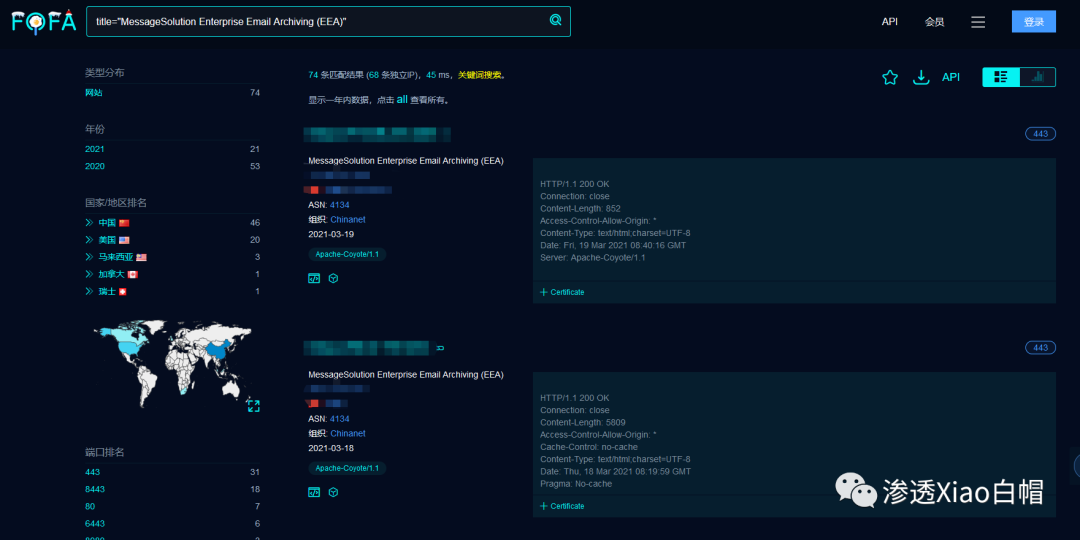 FOFA
title="MessageSolution Enterprise Email Archiving (EEA)"
API
会员
登录
类型分布
网站 74
年份
2021 21
2020 53
国家/地区排名
中国 46
美国 20
马来西亚 3
加拿大 1
瑞士 1
端口排名
443 31
8443 18
80 7
6443 6
74 条匹配结果 (68 条独立IP)，45 ms，关键词搜索。
显示一年内数据，点击 all 查看所有。
API
443
MessageSolution Enterprise Email Archiving (EEA)
ASN: 4134
组织: Chinanet
2021-03-19
Apache-Coyote/1.1
HTTP/1.1 200 OK
Connection: close
Content-Length: 852
Access-Control-Allow-Origin: *
Content-Type: text/html;charset=UTF-8
Date: Fri, 19 Mar 2021 08:40:16 GMT
Server: Apache-Coyote/1.1
Certificate
443
MessageSolution Enterprise Email Archiving (EEA)
ASN: 4134
组织: Chinanet
2021-03-18
Apache-Coyote/1.1
HTTP/1.1 200 OK
Connection: close
Content-Length: 5809
Access-Control-Allow-Origin: *
Cache-Control: no-cache
Content-Type: text/html;charset=UTF-8
Date: Thu, 18 Mar 2021 08:19:59 GMT
Pragma: No-cache
Certificate
渗透Xiao白帽